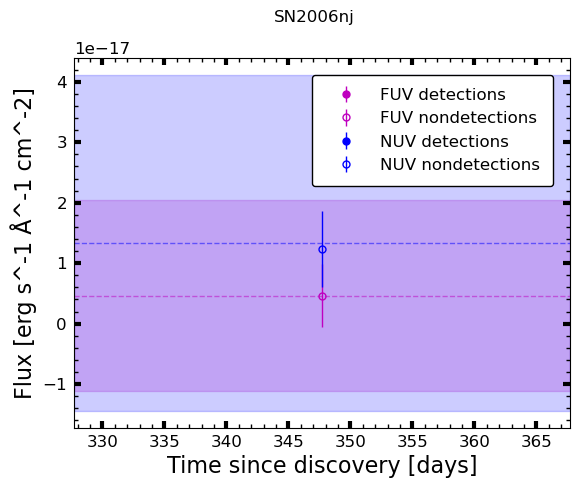 SN2006nj
1e−17
4
3
2
1
0
−1
Flux [erg s^-1 Å^-1 cm^-2]
FUV detections
FUV nondetections
NUV detections
NUV nondetections
330 335 340 345 350 355 360 365
Time since discovery [days]